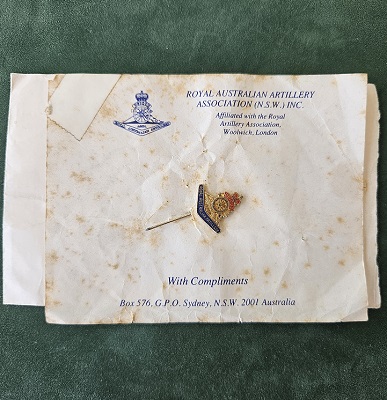 ROYAL AUSTRALIAN ARTILLERY
ASSOCIATION (N.S.W.) INC.
Affiliated with the Royal
Artillery Association,
Woolwich, London
With Compliments
Box 576, G.P.O. Sydney, N.S.W. 2001 Australia